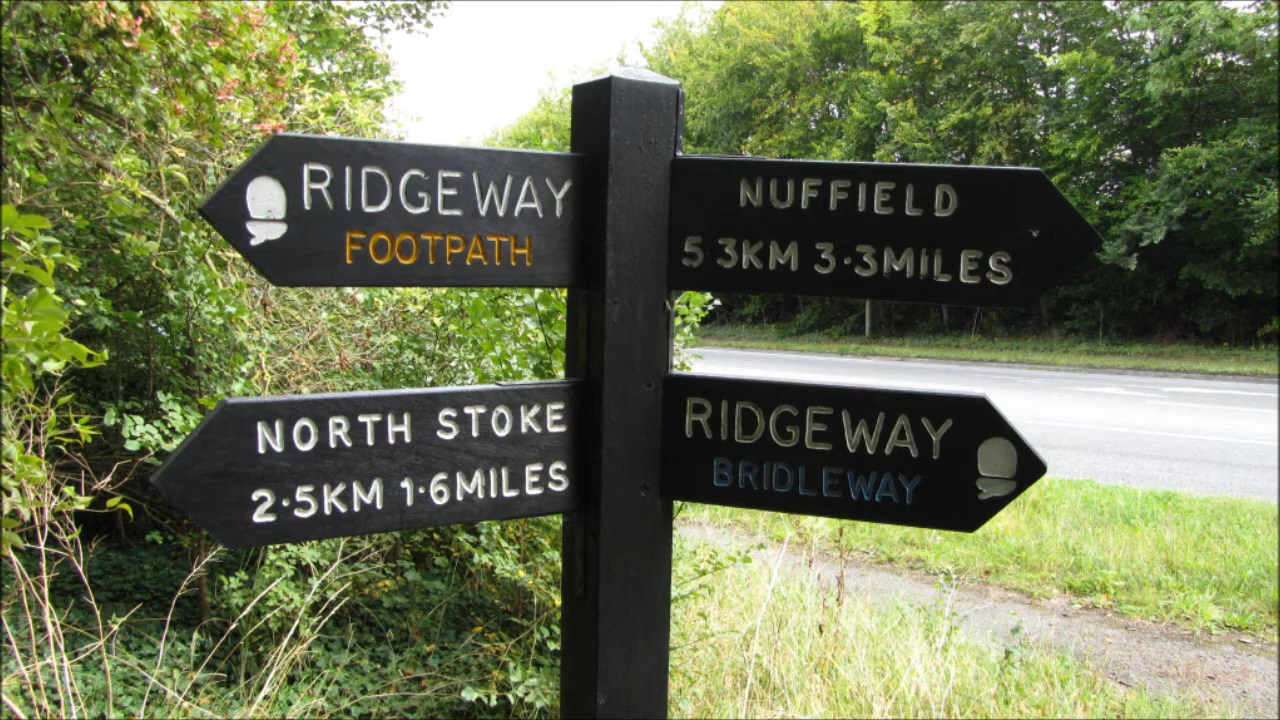 RIDGEWAY
FOOTPATH
NUFFIELD
5·3KM 3·3MILES
NORTH STOKE
2·5KM 1·6MILES
RIDGEWAY
BRIDLEWAY